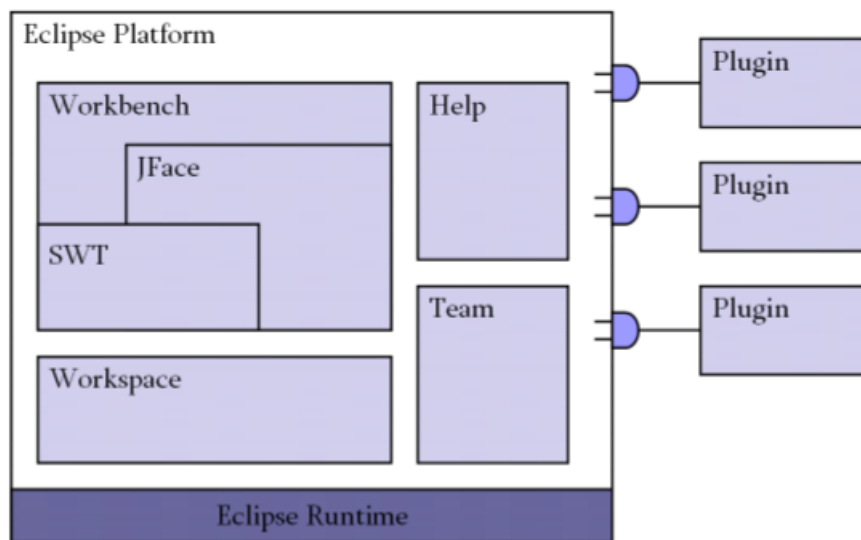 Eclipse Platform
Workbench
JFace
SWT
Workspace
Help
Team
Plugin
Plugin
Plugin
Eclipse Runtime